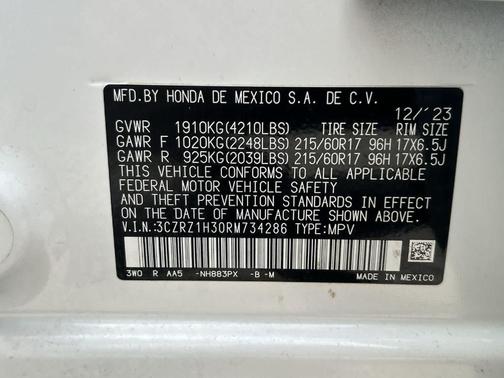 MFD.BY HONDA DE MEXICO S.A. DE C.V.
12/'23
GVWR 1910KG(4210LBS) TIRE SIZE RIM SIZE
GAWR F 1020KG(2248LBS) 215/60R17 96H 17X6.5J
GAWR R 925KG(2039LBS) 215/60R17 96H 17X6.5J
THIS VEHICLE CONFORMS TO ALL APPLICABLE
FEDERAL MOTOR VEHICLE SAFETY
AND THEFT PREVENTION STANDARDS IN EFFECT
ON THE DATE OF MANUFACTURE SHOWN ABOVE.
V.I.N:3CZRZ1H30RM734286 TYPE:MPV
3W0 R AA5 -NH883PX -B -M MADE IN MEXICO